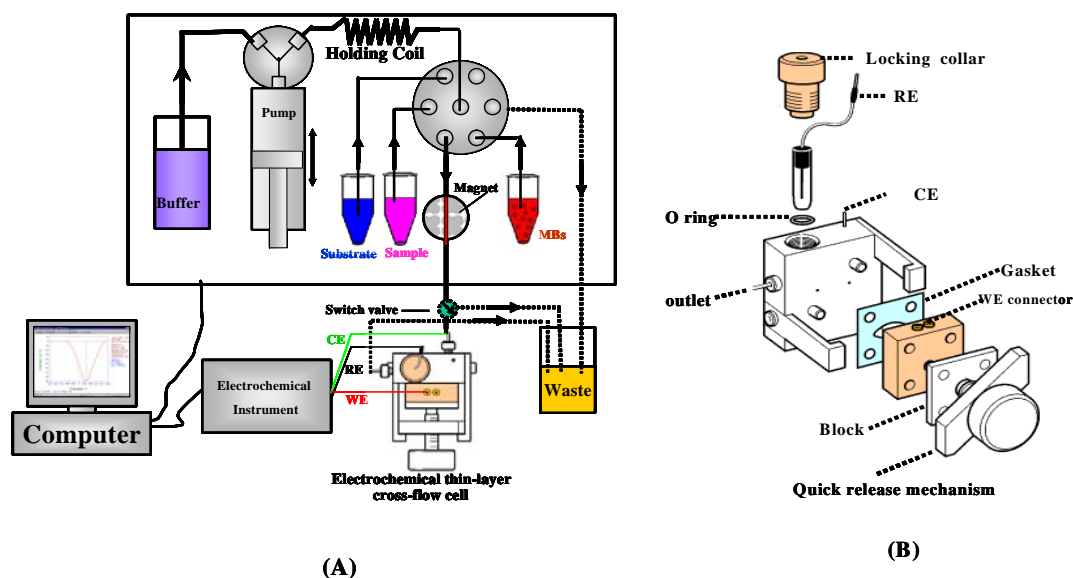 Holding Coil
Pump
Buffer
Magnet
Substrate
Sample
MBs
Switch valve
CE
RE
WE
Waste
Electrochemical
Instrument
Computer
Electrochemical thin-layer
cross-flow cell
(A)
Locking collar
RE
CE
O ring
Gasket
WE connector
outlet
Block
Quick release mechanism
(B)